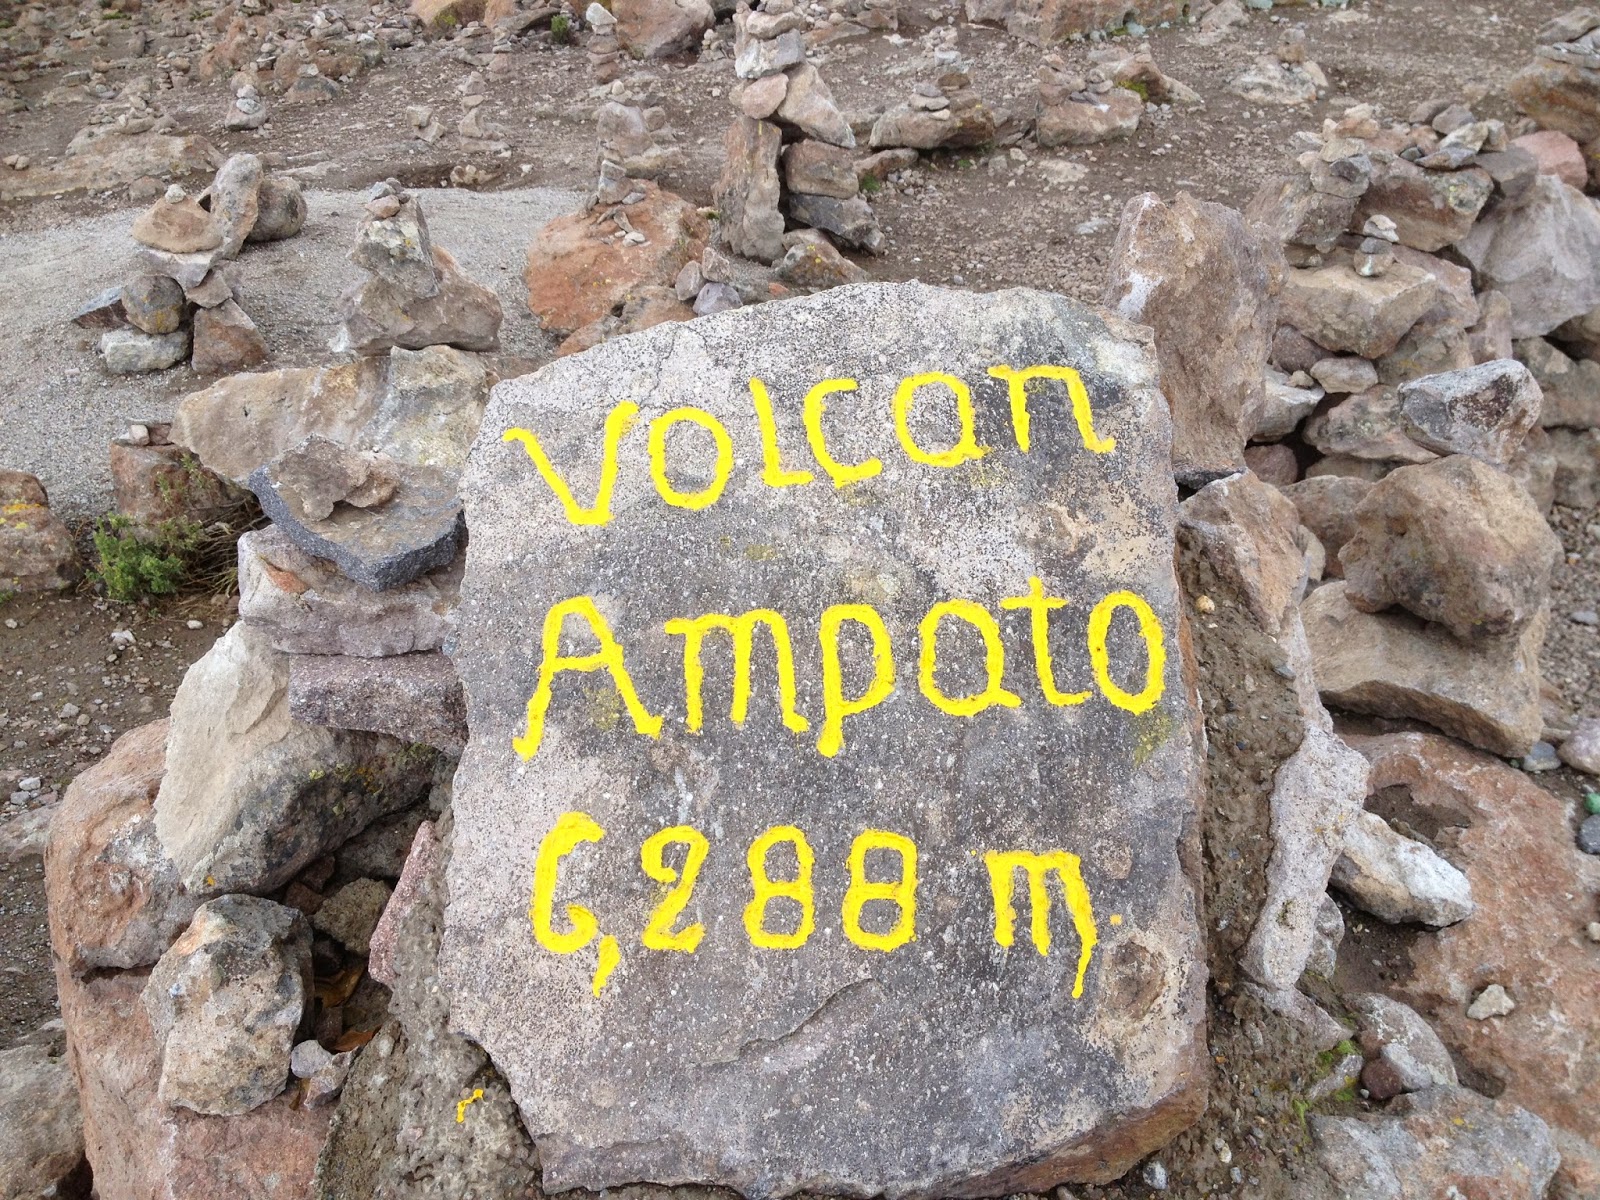 Volcan
Ampato
6,288 m